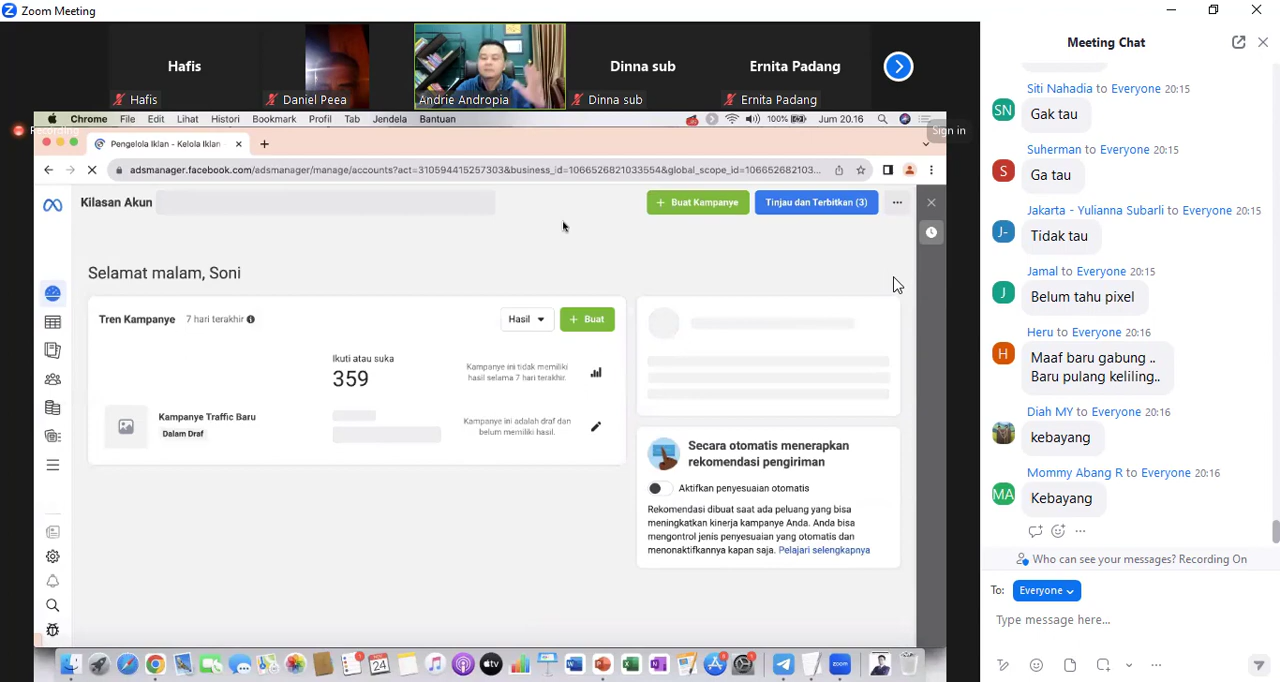 Zoom Meeting
Hafis
Dinna sub
Ernita Padang
Hafis
Daniel Peea
Andrie Andropia
Dinna sub
Ernita Padang
Chrome File Edit Lihat Histori Bookmark Profil Tab Jendela Bantuan
100%
Jum 20.16
Recording
Sign in
Pengelola Iklan - Kelola Iklan
adsmanager.facebook.com/adsmanager/manage/accounts?act=310594415257303&business_id=1066526821033554&global_scope_id=106652682103...
Kilasan Akun
+ Buat Kampanye
Tinjau dan Terbitkan (3)
Selamat malam, Soni
Tren Kampanye 7 hari terakhir
Hasil
+ Buat
Ikuti atau suka
359
Kampanye ini tidak memiliki
hasil selama 7 hari terakhir.
Kampanye Traffic Baru
Dalam Draf
Kampanye ini adalah draf dan
belum memiliki hasil.
Secara otomatis menerapkan
rekomendasi pengiriman
Aktifkan penyesuaian otomatis
Rekomendasi dibuat saat ada peluang yang bisa
meningkatkan kinerja kampanye Anda. Anda bisa
mengontrol jenis penyesuaian yang otomatis dan
menonaktifkannya kapan saja. Pelajari selengkapnya
Meeting Chat
Siti Nahadia to Everyone 20:15
SN
Gak tau
Suherman to Everyone 20:15
S
Ga tau
Jakarta - Yulianna Subarli to Everyone 20:15
J-
Tidak tau
Jamal to Everyone 20:15
J
Belum tahu pixel
Heru to Everyone 20:16
H
Maaf baru gabung ..
Baru pulang keliling..
Diah MY to Everyone 20:16
kebayang
Mommy Abang R to Everyone 20:16
MA
Kebayang
Who can see your messages? Recording On
To: Everyone
Type message here...